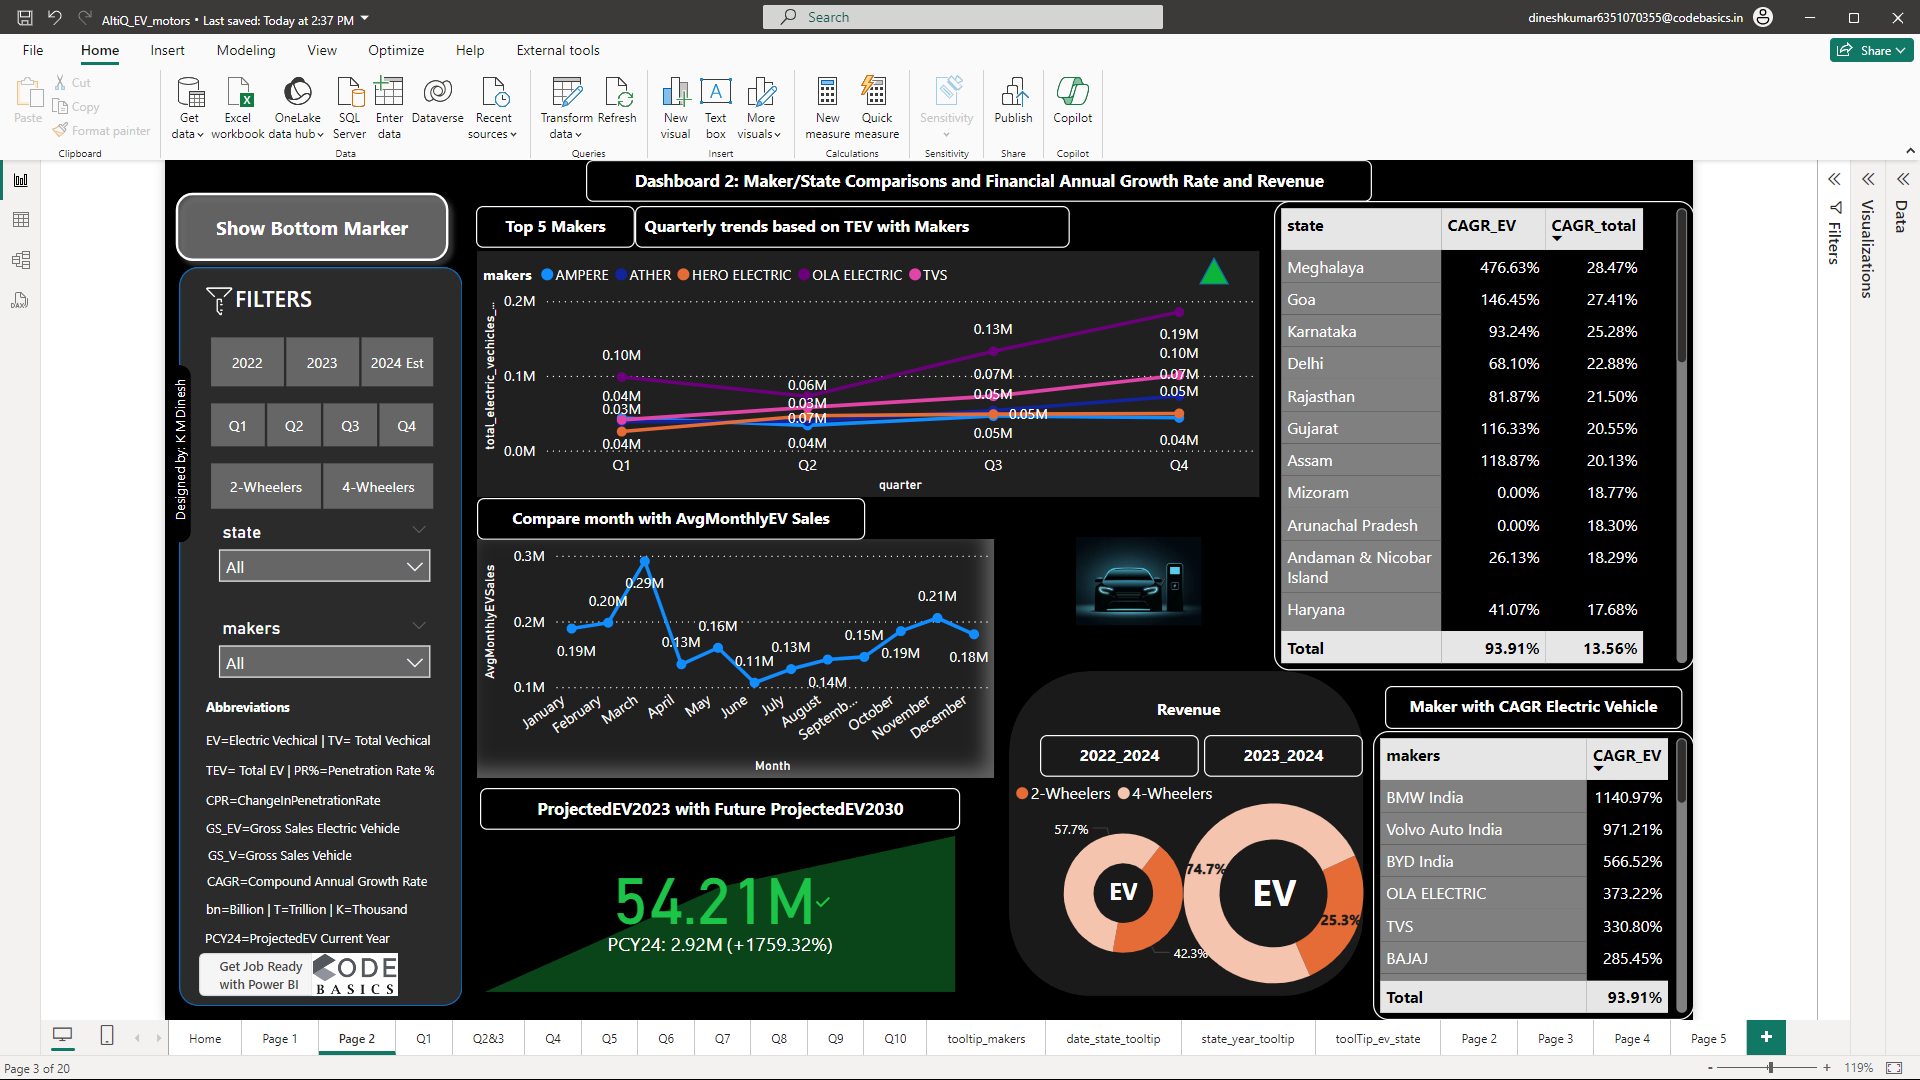 AltiQ_EV_motors • Last saved: Today at 2:37 PM
Search
dineshkumar6351070355@codebasics.in
File Home Insert Modeling View Optimize Help External tools
Share
Paste
Cut
Copy
Format painter
Clipboard
Get data
Excel workbook
OneLake data hub
SQL Server
Enter data
Dataverse
Recent sources
Data
Transform data
Refresh
Queries
New visual
Text box
More visuals
Insert
New measure
Quick measure
Calculations
Sensitivity
Sensitivity
Publish
Share
Copilot
Copilot
Dashboard 2: Maker/State Comparisons and Financial Annual Growth Rate and Revenue
Show Bottom Marker
FILTERS
2022 2023 2024 Est
Q1 Q2 Q3 Q4
2-Wheelers 4-Wheelers
state
All
makers
All
Designed by: K M Dinesh
Abbreviations
EV=Electric Vechical | TV= Total Vechical
TEV= Total EV | PR%=Penetration Rate %
CPR=ChangeInPenetrationRate
GS_EV=Gross Sales Electric Vehicle
GS_V=Gross Sales Vehicle
CAGR=Compound Annual Growth Rate
bn=Billion | T=Trillion | K=Thousand
PCY24=ProjectedEV Current Year
Get Job Ready
with Power BI
CODE
BASICS
Top 5 Makers
Quarterly trends based on TEV with Makers
makers AMPERE ATHER HERO ELECTRIC OLA ELECTRIC TVS
total_electric_vechicles_...
0.2M
0.1M
0.0M
0.10M
0.04M
0.03M
0.04M
0.06M
0.03M
0.07M
0.04M
0.13M
0.07M
0.05M
0.05M
0.05M
0.19M
0.10M
0.07M
0.05M
0.04M
Q1 Q2 Q3 Q4
quarter
Compare month with AvgMonthlyEV Sales
AvgMonthlyEVSales
0.3M
0.2M
0.1M
0.19M
0.20M
0.29M
0.13M
0.16M
0.11M
0.13M
0.14M
0.15M
0.19M
0.21M
0.18M
January February March April May June July August Septemb... October November December
Month
ProjectedEV2023 with Future ProjectedEV2030
54.21M
PCY24: 2.92M (+1759.32%)
Revenue
2022_2024 2023_2024
2-Wheelers 4-Wheelers
57.7%
EV
42.3%
74.7%
EV
25.3%
state CAGR_EV CAGR_total
Meghalaya 476.63% 28.47%
Goa 146.45% 27.41%
Karnataka 93.24% 25.28%
Delhi 68.10% 22.88%
Rajasthan 81.87% 21.50%
Gujarat 116.33% 20.55%
Assam 118.87% 20.13%
Mizoram 0.00% 18.77%
Arunachal Pradesh 0.00% 18.30%
Andaman & Nicobar Island 26.13% 18.29%
Haryana 41.07% 17.68%
Total 93.91% 13.56%
Maker with CAGR Electric Vehicle
makers CAGR_EV
BMW India 1140.97%
Volvo Auto India 971.21%
BYD India 566.52%
OLA ELECTRIC 373.22%
TVS 330.80%
BAJAJ 285.45%
Total 93.91%
Filters
Visualizations
Data
DAX
Home Page 1 Page 2 Q1 Q2&3 Q4 Q5 Q6 Q7 Q8 Q9 Q10 tooltip_makers date_state_tooltip state_year_tooltip toolTip_ev_state Page 2 Page 3 Page 4 Page 5 +
Page 3 of 20
- + 119%